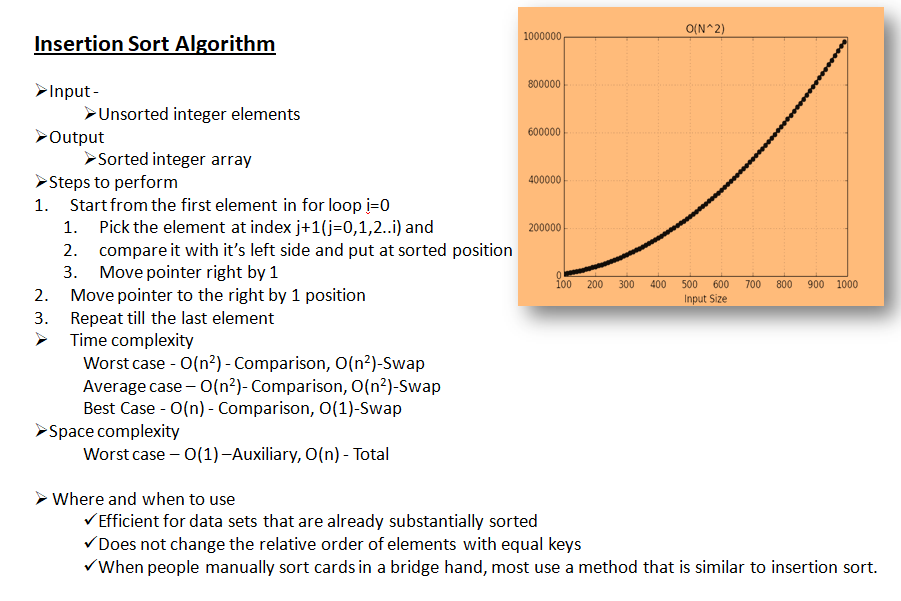 Insertion Sort Algorithm
➢Input -
➢Unsorted integer elements
➢Output
➢Sorted integer array
➢Steps to perform
1. Start from the first element in for loop j=0
1. Pick the element at index j+1(j=0,1,2..i) and
2. compare it with it’s left side and put at sorted position
3. Move pointer right by 1
2. Move pointer to the right by 1 position
3. Repeat till the last element
➢ Time complexity
Worst case - O(n²) - Comparison, O(n²)-Swap
Average case – O(n²)- Comparison, O(n²)-Swap
Best Case - O(n) - Comparison, O(1)-Swap
➢Space complexity
Worst case – O(1) –Auxiliary, O(n) - Total
➢ Where and when to use
✓Efficient for data sets that are already substantially sorted
✓Does not change the relative order of elements with equal keys
✓When people manually sort cards in a bridge hand, most use a method that is similar to insertion sort.
O(N^2)
1000000
800000
600000
400000
200000
0
100 200 300 400 500 600 700 800 900 1000
Input Size